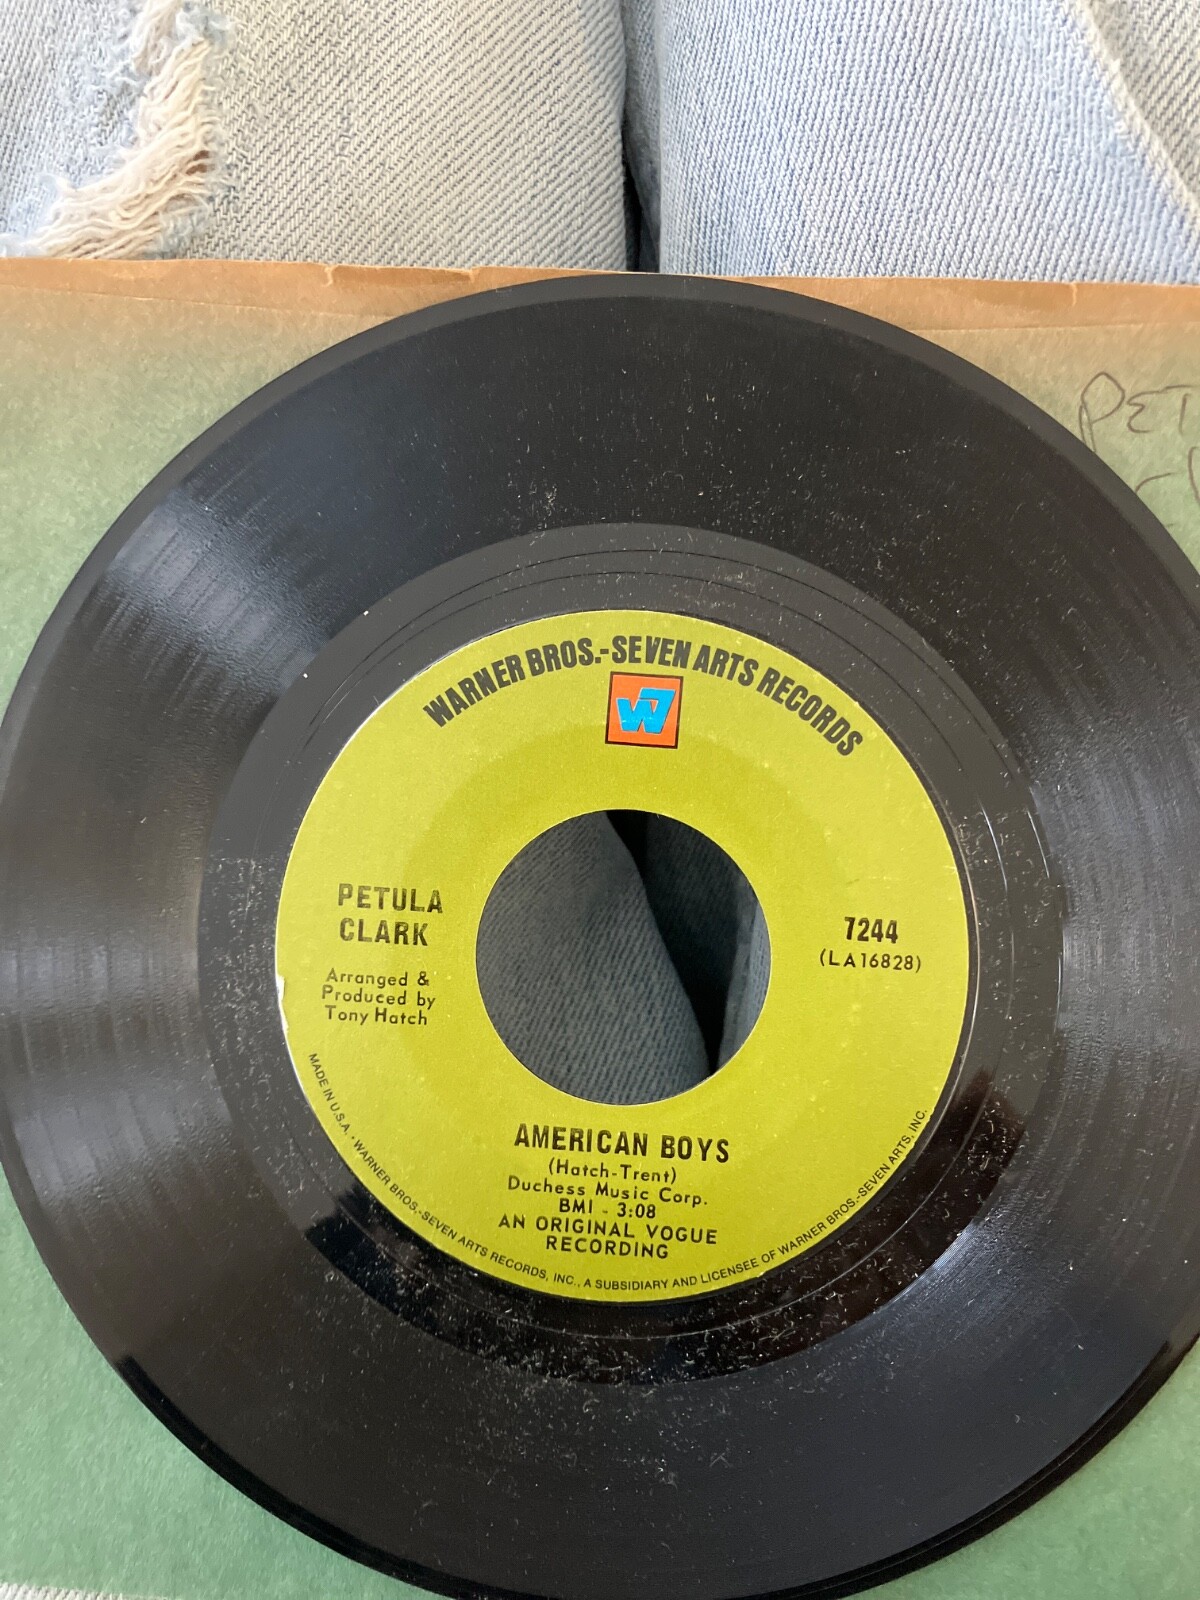 WARNER BROS.-SEVEN ARTS RECORDS
W7
PETULA
CLARK
Arranged &
Produced by
Tony Hatch
7244
(LA16828)
AMERICAN BOYS
(Hatch-Trent)
Duchess Music Corp.
BMI - 3:08
AN ORIGINAL VOGUE
RECORDING
MADE IN U.S.A. • WARNER BROS.-SEVEN ARTS RECORDS, INC., A SUBSIDIARY AND LICENSEE OF WARNER BROS.-SEVEN ARTS, INC.
PET